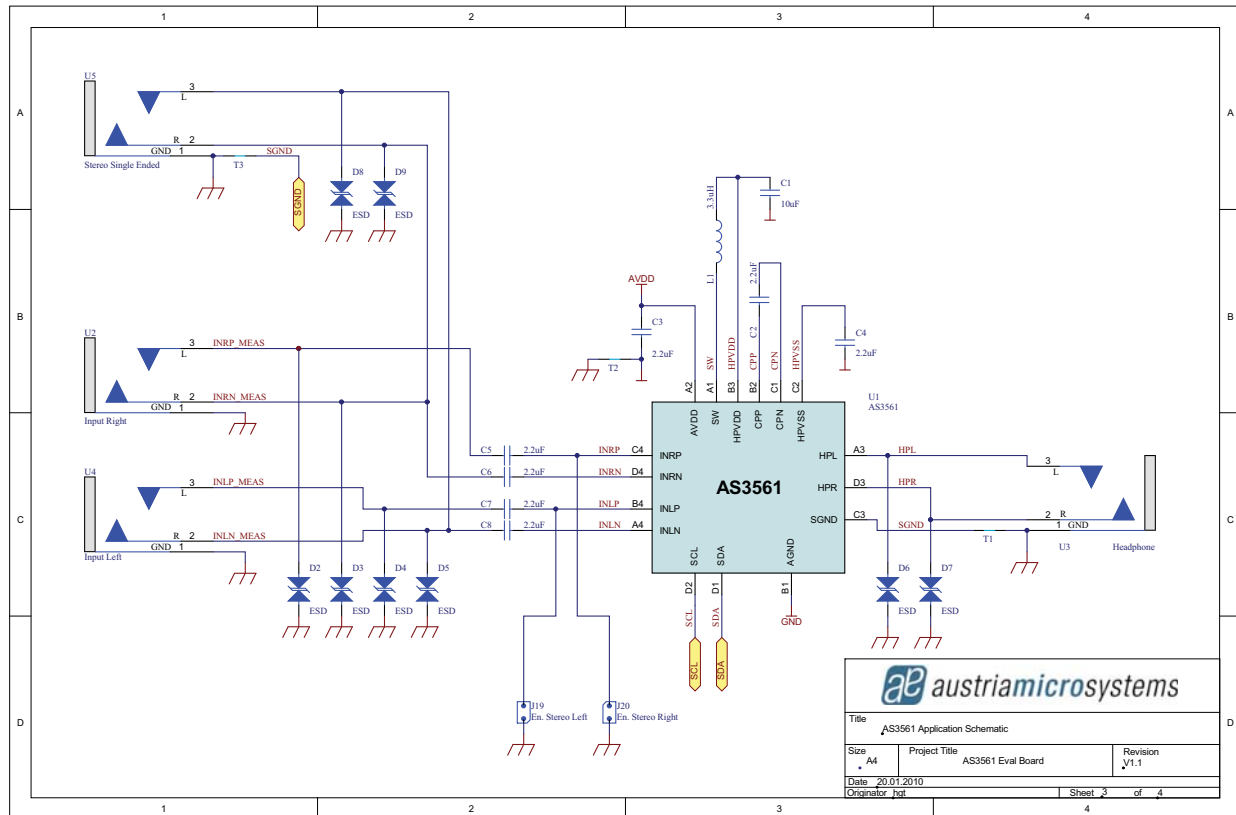 1 2 3 4
A A
B B
C C
D D
1 2 3 4
U5
3
L
R 2
GND 1
Stereo Single Ended
T3
SGND
SGND
D8
ESD
D9
ESD
U2
3
L
INRP_MEAS
R 2
INRN_MEAS
GND 1
Input Right
U4
3
L
INLP_MEAS
R 2
INLN_MEAS
GND 1
Input Left
D2
ESD
D3
ESD
D4
ESD
D5
ESD
C5 2.2uF INRP C4
C6 2.2uF INRN D4
C7 2.2uF INLP B4
C8 2.2uF INLN A4
AVDD
C3
2.2uF
T2
3.3uH
L1
C1
10uF
2.2uF
C2
C4
2.2uF
SW HPVDD CPP CPN HPVSS
A2 A1 B3 B2 C1 C2
AVDD SW HPVDD CPP CPN HPVSS
U1
AS3561
INRP
INRN
INLP
INLN
AS3561
HPL
HPR
SGND
SCL SDA AGND
D2 D1 B1
SCL SDA GND
SCL SDA
A3 HPL
D3 HPR
C3 SGND
T1
3
L
2 R
1 GND
U3
Headphone
D6
ESD
D7
ESD
J19
En. Stereo Left
J20
En. Stereo Right
ae austriamicrosystems
Title
AS3561 Application Schematic
Size
A4
Project Title
AS3561 Eval Board
Revision
V1.1
Date 20.01.2010
Originator hgt
Sheet 3 of 4